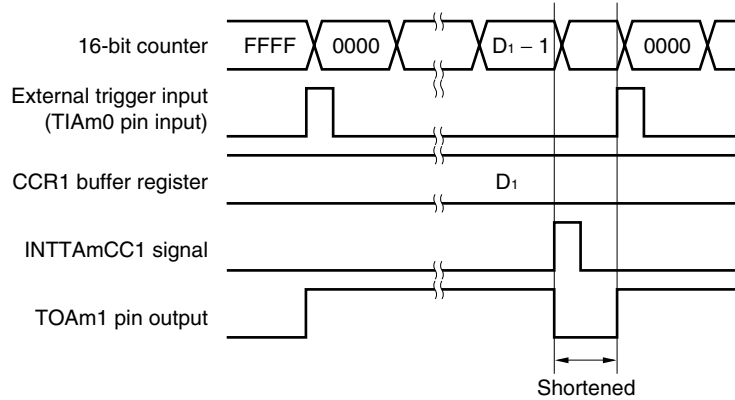 16-bit counter
FFFF 0000 D₁ − 1 0000
External trigger input
(TIAm0 pin input)
CCR1 buffer register
D₁
INTTAmCC1 signal
TOAm1 pin output
Shortened